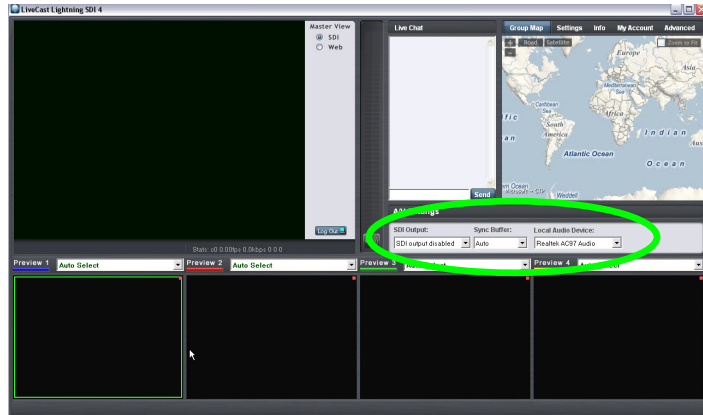 LiveCast Lightning SDI 4
Master View
SDI
Web
Log Out
Stats: c0 0.00fps 0.0kbps 0 0 0
Live Chat
Send
Group Map Settings Info My Account Advanced
Road Satellite Zoom to Fit
Europe
Asia
Mediterranean Sea
Caribbean Sea
Africa
South America
Indian
Atlantic Ocean
Ocean
Weddell
SDI Output: Sync Buffer: Local Audio Device:
SDI output disabled Auto Realtek AC97 Audio
Preview 1 Auto Select Preview 2 Auto Select Preview 3 Preview 4